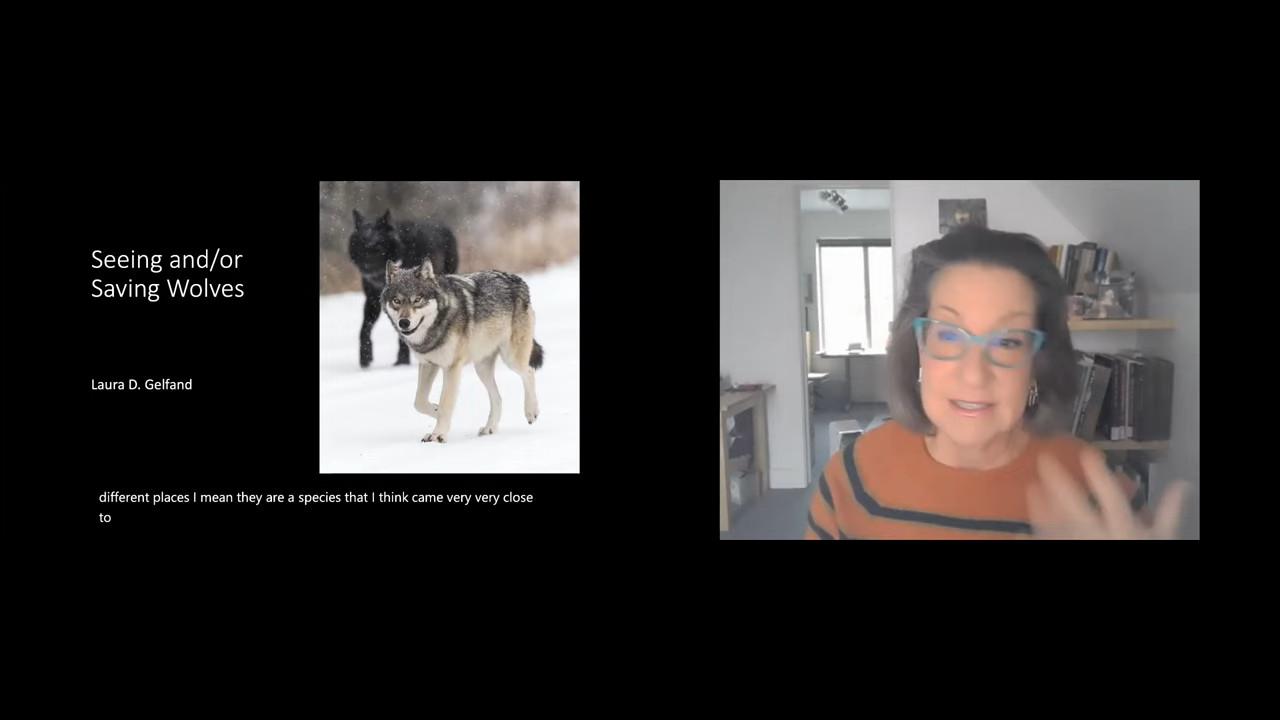 Seeing and/or
Saving Wolves
Laura D. Gelfand
different places I mean they are a species that I think came very very close
to